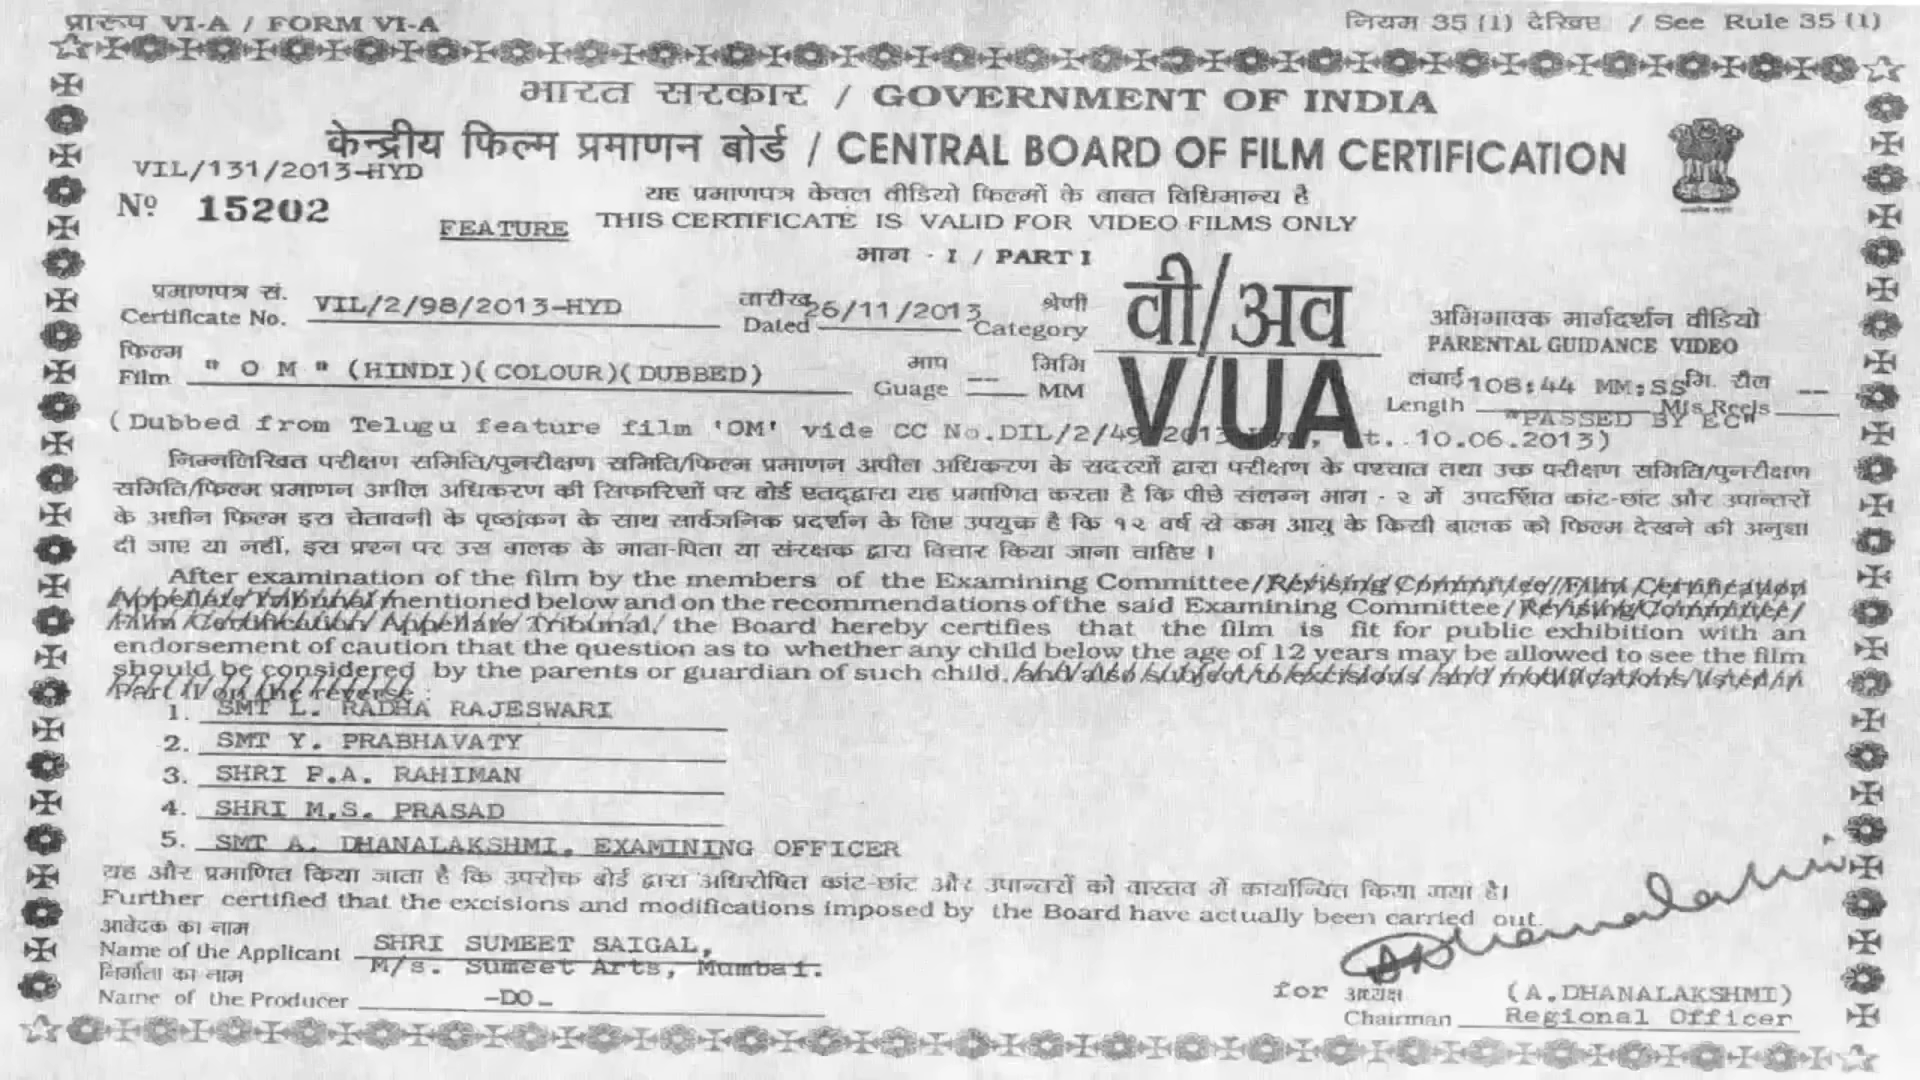 प्रारूप VI-A / FORM VI-A
नियम 35 (1) देखिए / See Rule 35 (1)
भारत सरकार / GOVERNMENT OF INDIA
केन्द्रीय फिल्म प्रमाणन बोर्ड / CENTRAL BOARD OF FILM CERTIFICATION
VIL/131/2013-HYD
यह प्रमाणपत्र केवल वीडियो फिल्मों के बाबत विधिमान्य है
Nº 15202
FEATURE THIS CERTIFICATE IS VALID FOR VIDEO FILMS ONLY
भाग - I / PART I
प्रमाणपत्र सं. तारीख श्रेणी वी/अव अभिभावक मार्गदर्शन वीडियो
Certificate No. VIL/2/98/2013-HYD Dated 26/11/2013 Category V/UA PARENTAL GUIDANCE VIDEO
फिल्म माप मिमि लंबाई 108:44 MM:SS मि. रील --
Film " O M " (HINDI)(COLOUR)(DUBBED) Guage -- MM Length Mts Reels
"PASSED BY EC"
(Dubbed from Telugu feature film 'OM' vide CC No.DIL/2/49 2013 t. 10.06.2013)
निम्नलिखित परीक्षण समिति/पुनरीक्षण समिति/फिल्म प्रमाणन अपील अधिकरण के सदस्यों द्वारा परीक्षण के पश्चात तथा उक्त परीक्षण समिति/पुनरीक्षण
समिति/फिल्म प्रमाणन अपील अधिकरण की सिफारिशों पर बोर्ड एतद्द्वारा यह प्रमाणित करता है कि पीछे संलग्न भाग - २ में उपदर्शित कांट-छांट और उपान्तरों
के अधीन फिल्म इस चेतावनी के पृष्ठांकन के साथ सार्वजनिक प्रदर्शन के लिए उपयुक्त है कि १२ वर्ष से कम आयु के किसी बालक को फिल्म देखने की अनुज्ञा
दी जाए या नहीं, इस प्रश्न पर उस बालक के माता-पिता या संरक्षक द्वारा विचार किया जाना चाहिए ।
After examination of the film by the members of the Examining Committee/Revising Committee/Film Certification
Appellate Tribunal mentioned below and on the recommendations of the said Examining Committee/Revising Committee/
Film Certification Appellate Tribunal, the Board hereby certifies that the film is fit for public exhibition with an
endorsement of caution that the question as to whether any child below the age of 12 years may be allowed to see the film
should be considered by the parents or guardian of such child, and also subject to excisions and modifications listed in
Part II on the reverse :
1. SMT L. RADHA RAJESWARI
2. SMT Y. PRABHAVATY
3. SHRI P.A. RAHIMAN
4. SHRI M.S. PRASAD
5. SMT A. DHANALAKSHMI, EXAMINING OFFICER
यह और प्रमाणित किया जाता है कि उपरोक्त बोर्ड द्वारा अधिरोपित कांट-छांट और उपान्तरों को वास्तव में कार्यान्वित किया गया है।
Further certified that the excisions and modifications imposed by the Board have actually been carried out.
आवेदक का नाम
Name of the Applicant SHRI SUMEET SAIGAL,
M/s. Sumeet Arts, Mumbai.
निर्माता का नाम
Name of the Producer -DO-
ADhanalakshmi
for अध्यक्ष (A.DHANALAKSHMI)
Chairman Regional Officer